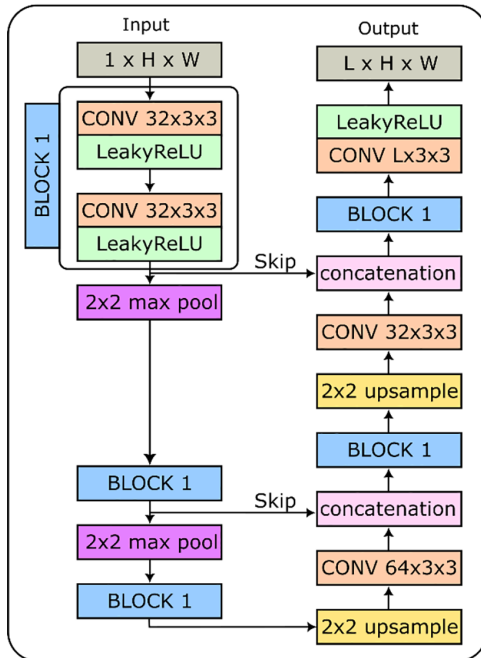 Input
1 x H x W
BLOCK 1
CONV 32x3x3
LeakyReLU
CONV 32x3x3
LeakyReLU
2x2 max pool
BLOCK 1
2x2 max pool
BLOCK 1
Skip
Skip
Output
L x H x W
LeakyReLU
CONV Lx3x3
BLOCK 1
concatenation
CONV 32x3x3
2x2 upsample
BLOCK 1
concatenation
CONV 64x3x3
2x2 upsample